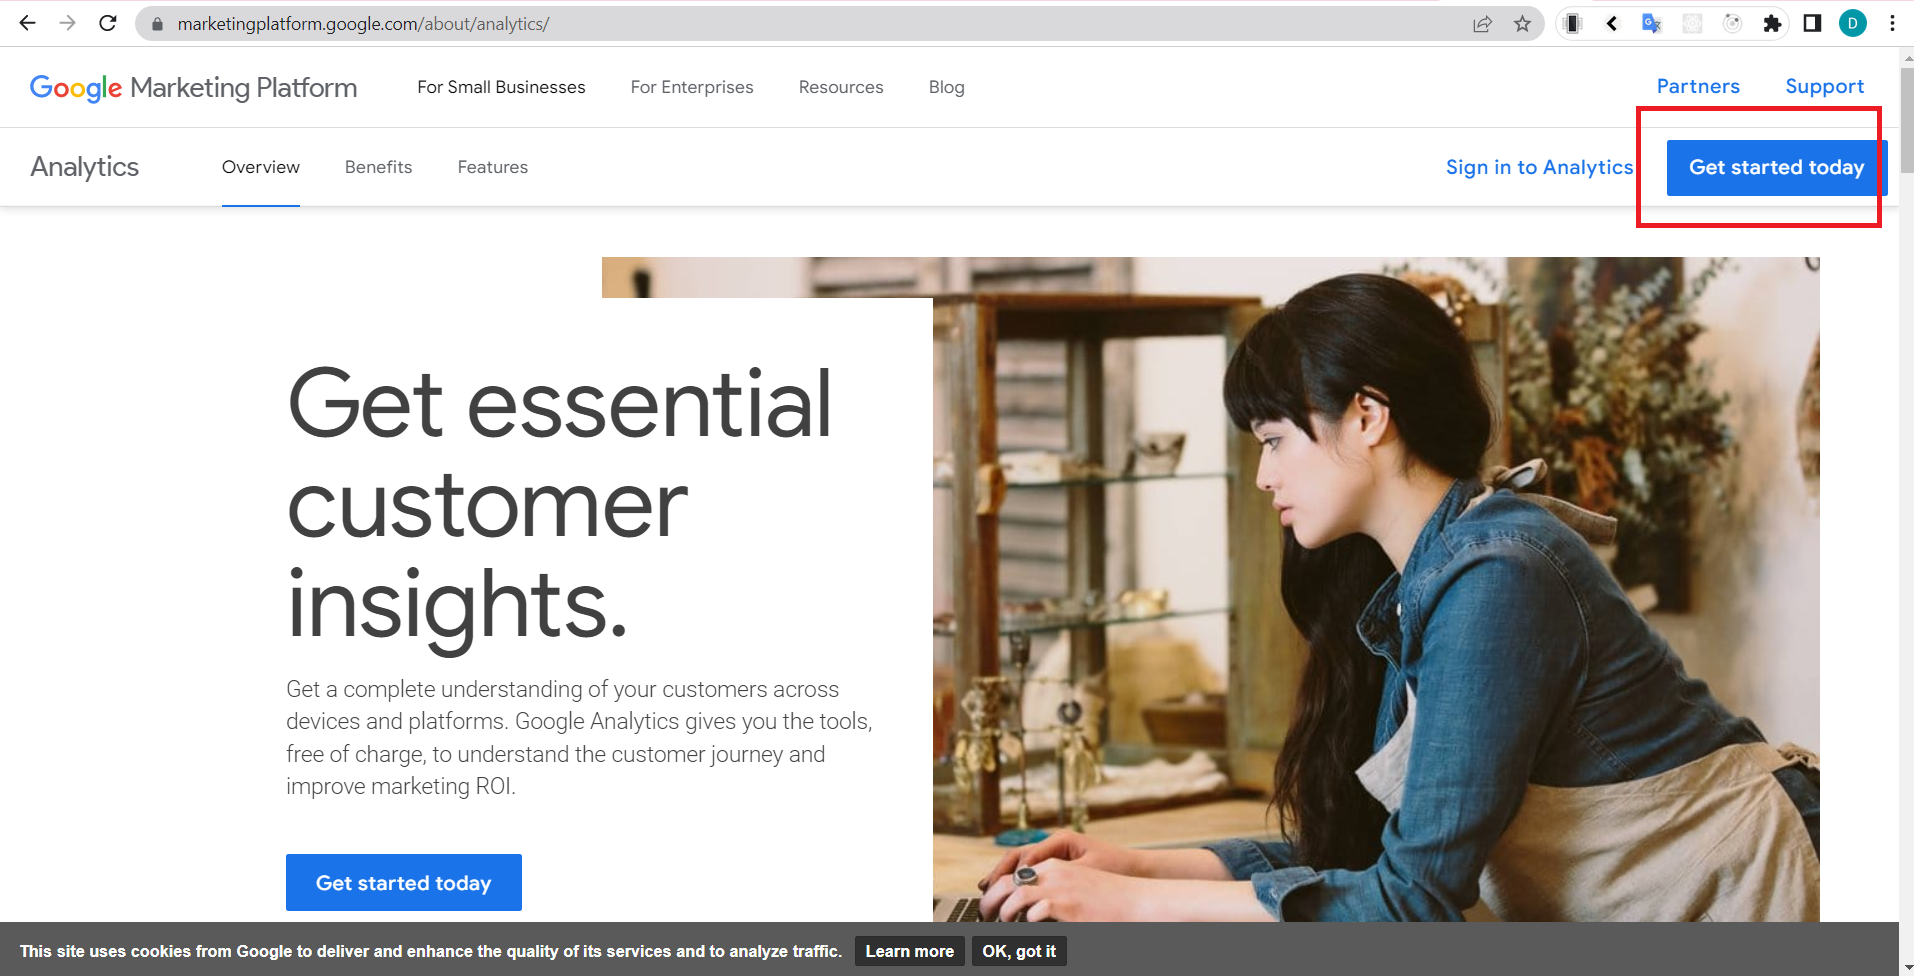 marketingplatform.google.com/about/analytics/
D
Google Marketing Platform For Small Businesses For Enterprises Resources Blog Partners Support
Analytics Overview Benefits Features Sign in to Analytics Get started today
Get essential
customer
insights.
Get a complete understanding of your customers across
devices and platforms. Google Analytics gives you the tools,
free of charge, to understand the customer journey and
improve marketing ROI.
Get started today
This site uses cookies from Google to deliver and enhance the quality of its services and to analyze traffic. Learn more OK, got it